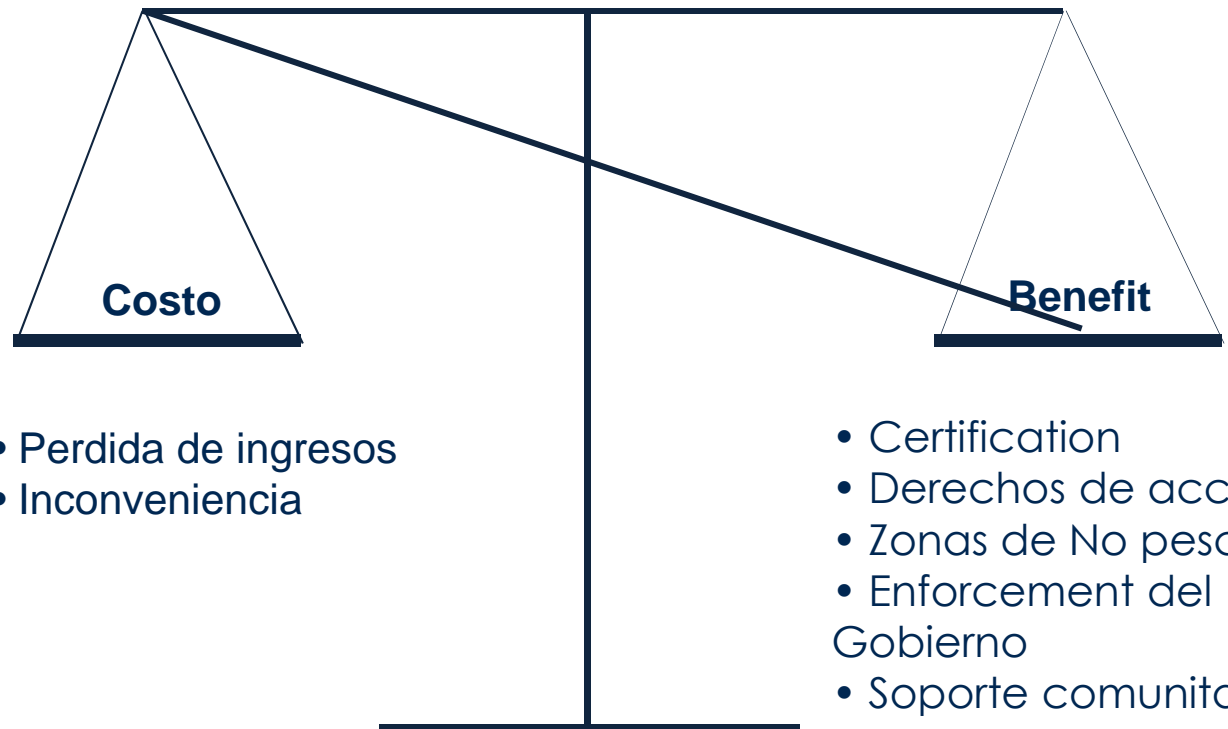 Costo
Benefit
• Perdida de ingresos
• Inconveniencia
• Certification
• Derechos de
• Zonas de No
• Enforcement del
Gobierno
• Soporte